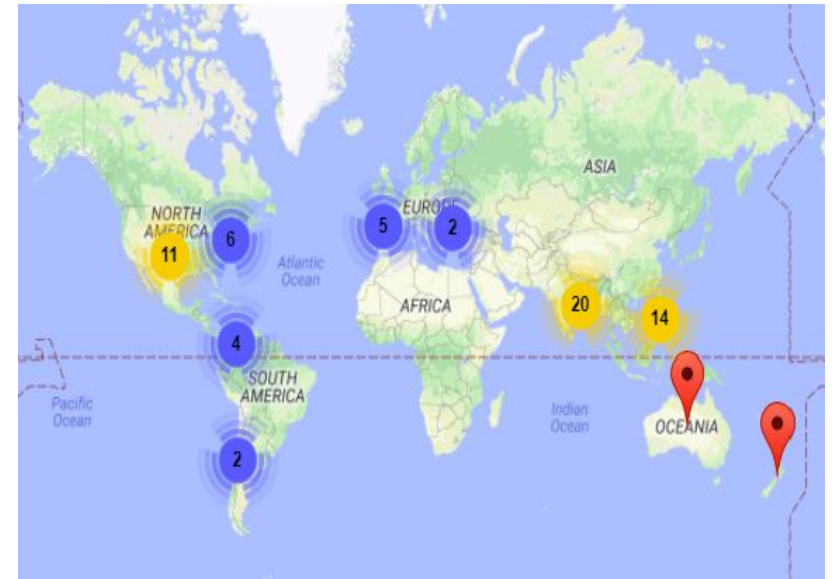 ASIA
NORTH
AMERICA
EUROPE
5
2
6
11
Atlantic
Ocean
AFRICA
20
14
4
SOUTH
AMERICA
Pacific
Ocean
Indian
Ocean
OCEANIA
2